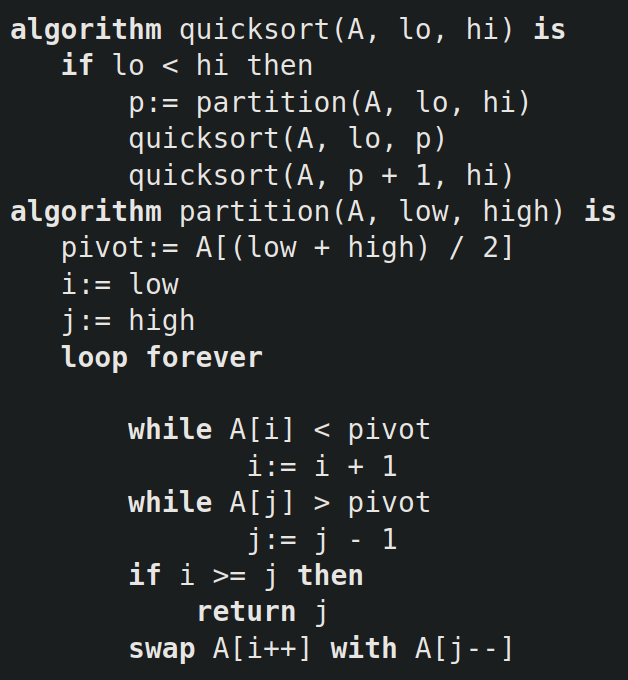 algorithm quicksort(A, lo, hi) is
if lo < hi then
p:= partition(A, lo, hi)
quicksort(A, lo, p)
quicksort(A, p + 1, hi)
algorithm partition(A, low, high) is
pivot:= A[(low + high) / 2]
i:= low
j:= high
loop forever
while A[i] < pivot
i:= i + 1
while A[j] > pivot
j:= j - 1
if i >= j then
return j
swap A[i++] with A[j--]